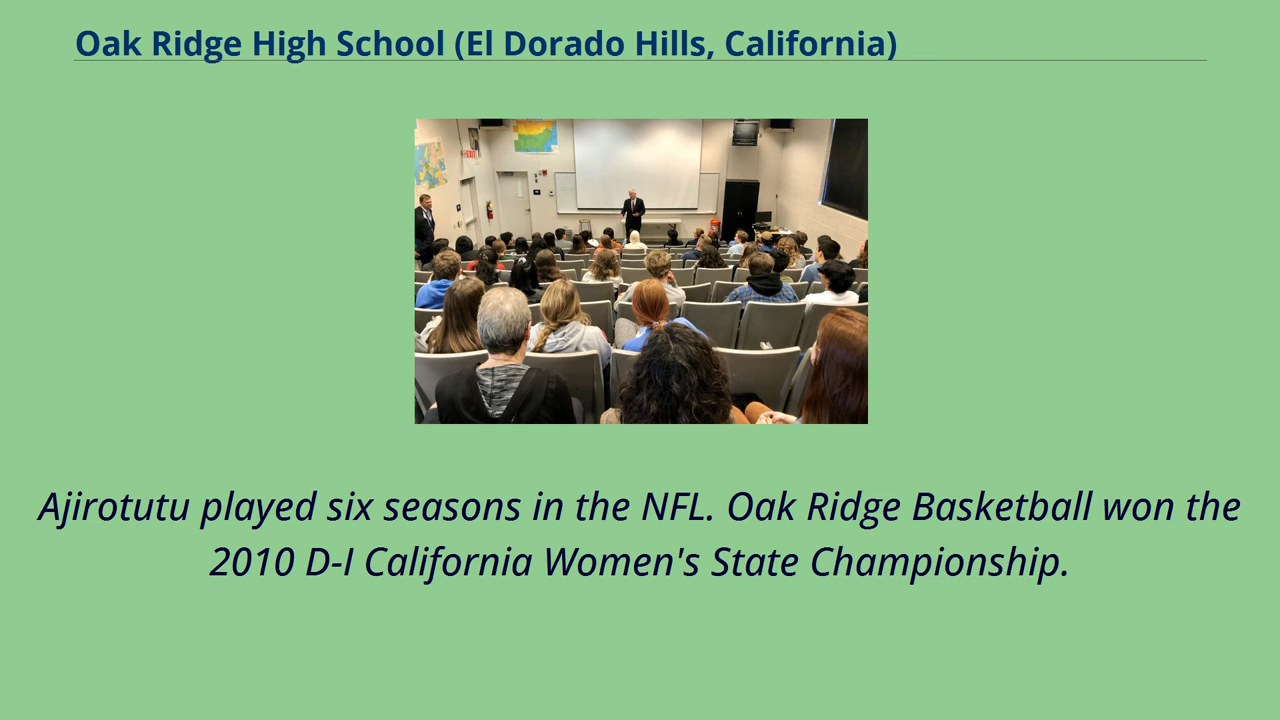 Oak Ridge High School (El Dorado Hills, California)
EXIT
Ajirotutu played six seasons in the NFL. Oak Ridge Basketball won the
2010 D-I California Women's State Championship.